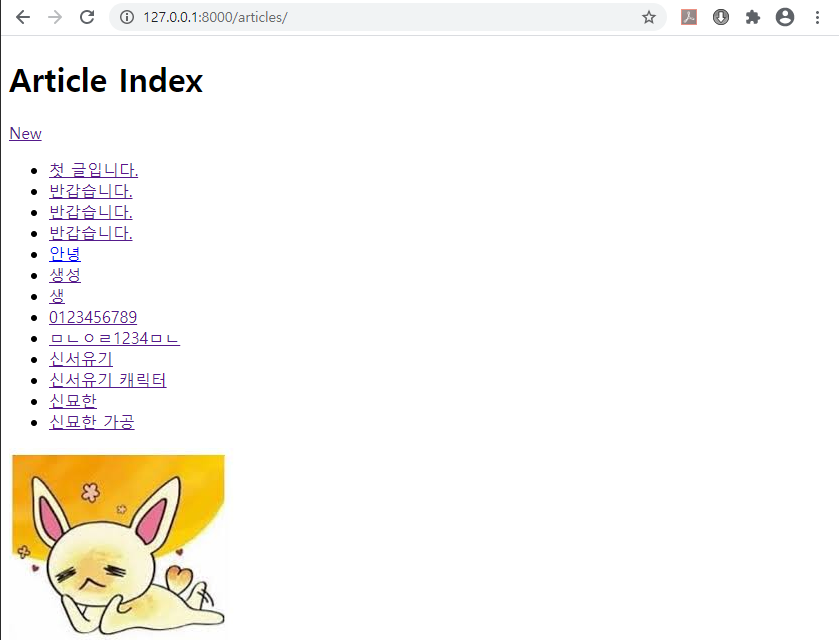 127.0.0.1:8000/articles/
Article Index
New
첫 글입니다.
반갑습니다.
반갑습니다.
반갑습니다.
안녕
생성
생
0123456789
ㅁㄴㅇㄹ1234ㅁㄴ
신서유기
신서유기 캐릭터
신묘한
신묘한 가공